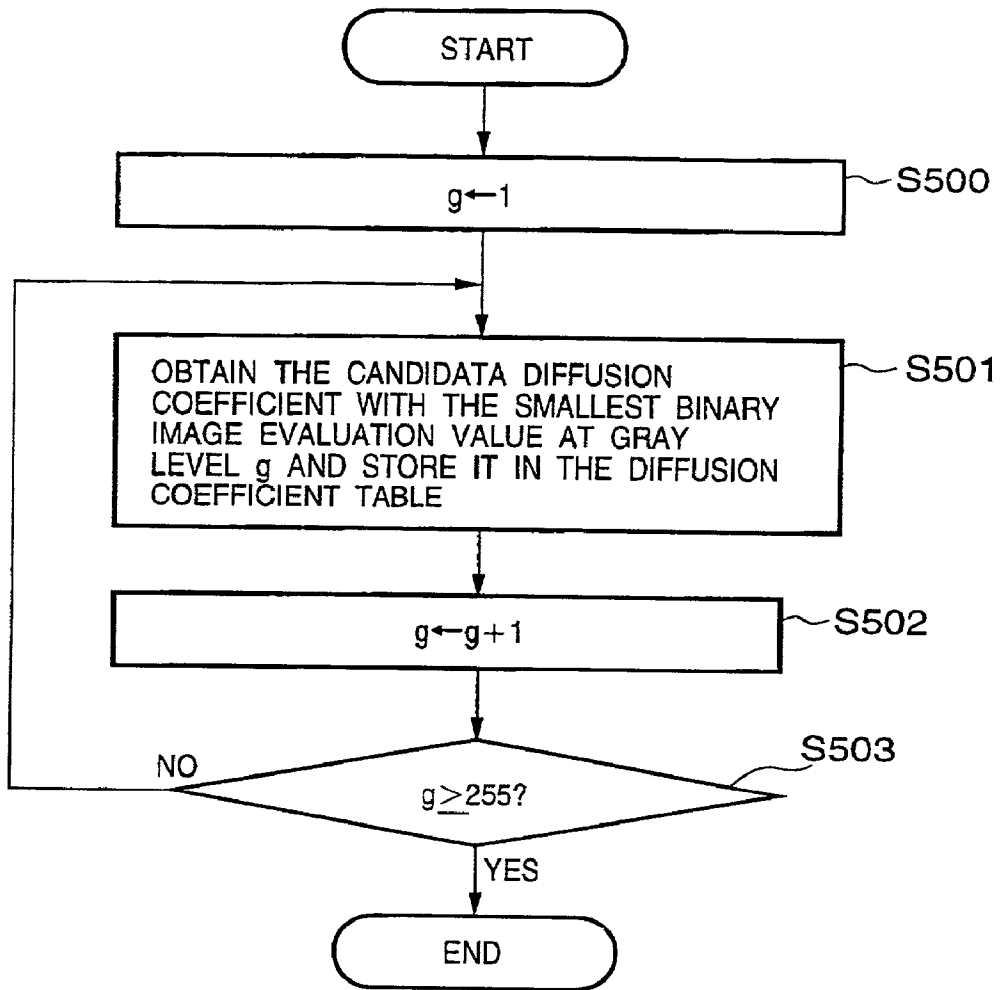 START
g←1
S500
OBTAIN THE CANDIDATA DIFFUSION
COEFFICIENT WITH THE SMALLEST BINARY
IMAGE EVALUATION VALUE AT GRAY
LEVEL g AND STORE IT IN THE DIFFUSION
COEFFICIENT TABLE
S501
g←g+1
S502
S503
NO
g≥255?
YES
END